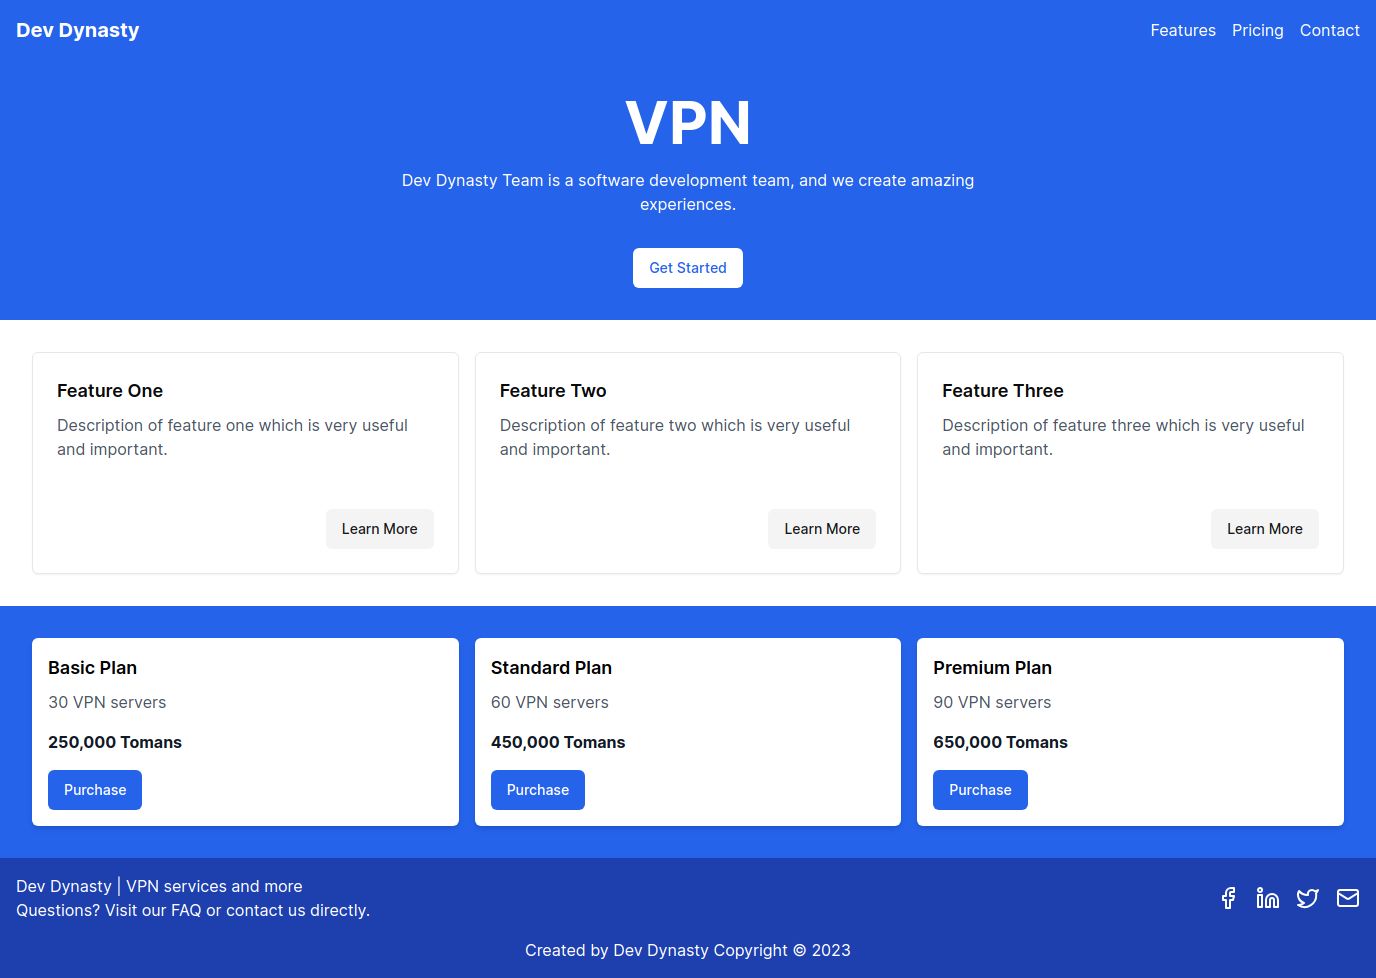 Dev Dynasty
Features Pricing Contact
VPN
Dev Dynasty Team is a software development team, and we create amazing
experiences.
Get Started
Feature One
Description of feature one which is very useful
and important.
Learn More
Feature Two
Description of feature two which is very useful
and important.
Learn More
Feature Three
Description of feature three which is very useful
and important.
Learn More
Basic Plan
30 VPN servers
250,000 Tomans
Purchase
Standard Plan
60 VPN servers
450,000 Tomans
Purchase
Premium Plan
90 VPN servers
650,000 Tomans
Purchase
Dev Dynasty | VPN services and more
Questions? Visit our FAQ or contact us directly.
Created by Dev Dynasty Copyright © 2023